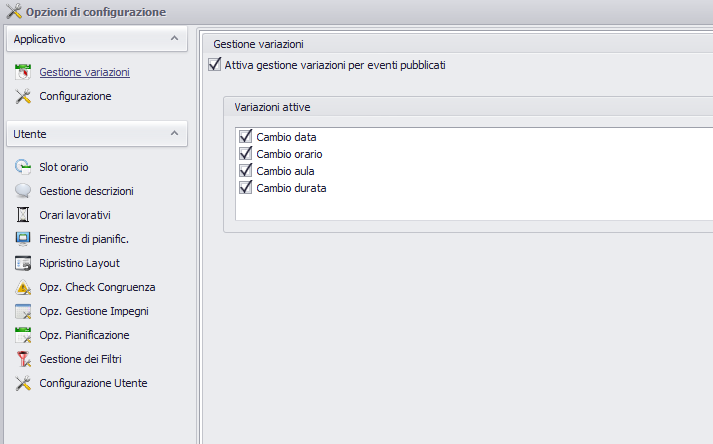 Opzioni di configurazione
Applicativo
Gestione variazioni
Configurazione
Utente
Slot orario
Gestione descrizioni
Orari lavorativi
Finestre di pianific.
Ripristino Layout
Opz. Check Congruenza
Opz. Gestione Impegni
Opz. Pianificazione
Gestione dei Filtri
Configurazione Utente
Gestione variazioni
Attiva gestione variazioni per eventi pubblicati
Variazioni attive
Cambio data
Cambio orario
Cambio aula
Cambio durata